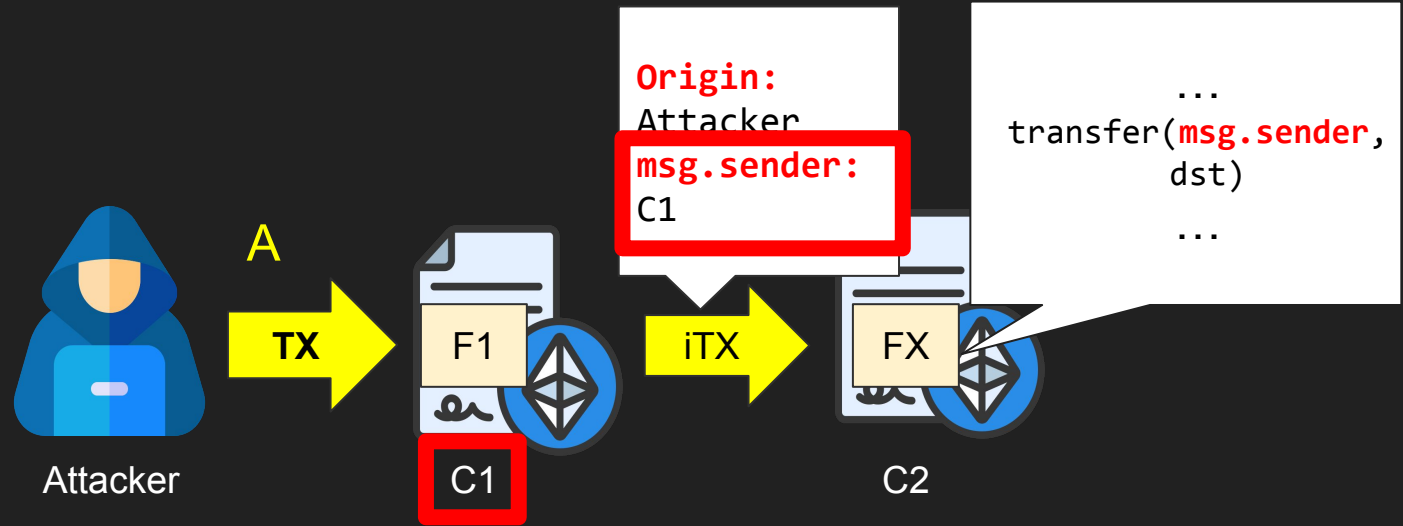 Origin:
Attacker
msg.sender:
C1
...
transfer(msg.sender,
dst)
...
A
TX
F1
iTX
FX
Attacker
C1
C2